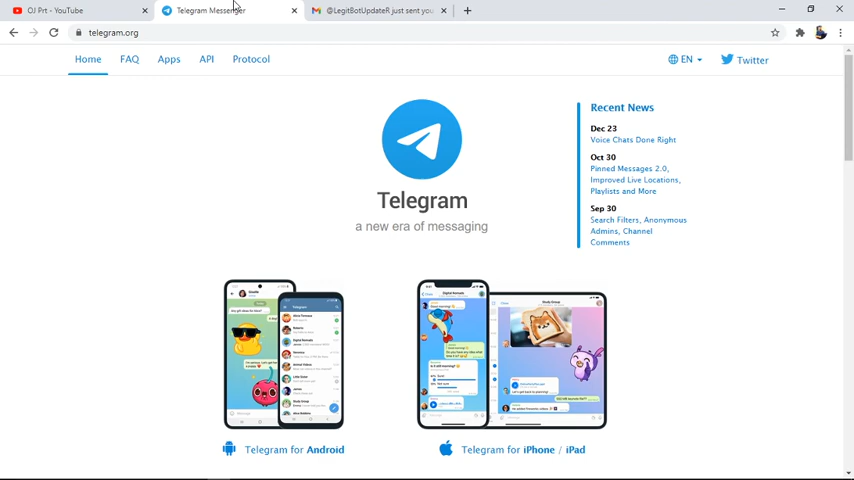 OJ Prt - YouTube
Telegram Messenger
@LegitBotUpdateR just sent you
telegram.org
Home
FAQ
Apps
API
Protocol
EN
Twitter
Telegram
a new era of messaging
Recent News
Dec 23
Voice Chats Done Right
Oct 30
Pinned Messages 2.0,
Improved Live Locations,
Playlists and More
Sep 30
Search Filters, Anonymous
Admins, Channel
Comments
Telegram for Android
Telegram for iPhone / iPad